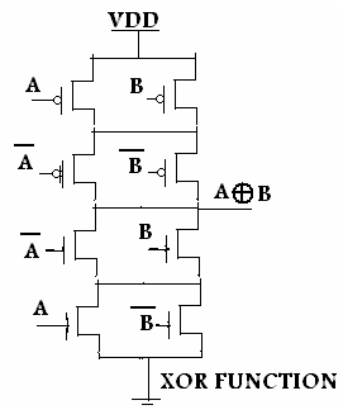 VDD
A B
A̅ B̅
A⊕B
A̅ B
A B̅
XOR FUNCTION